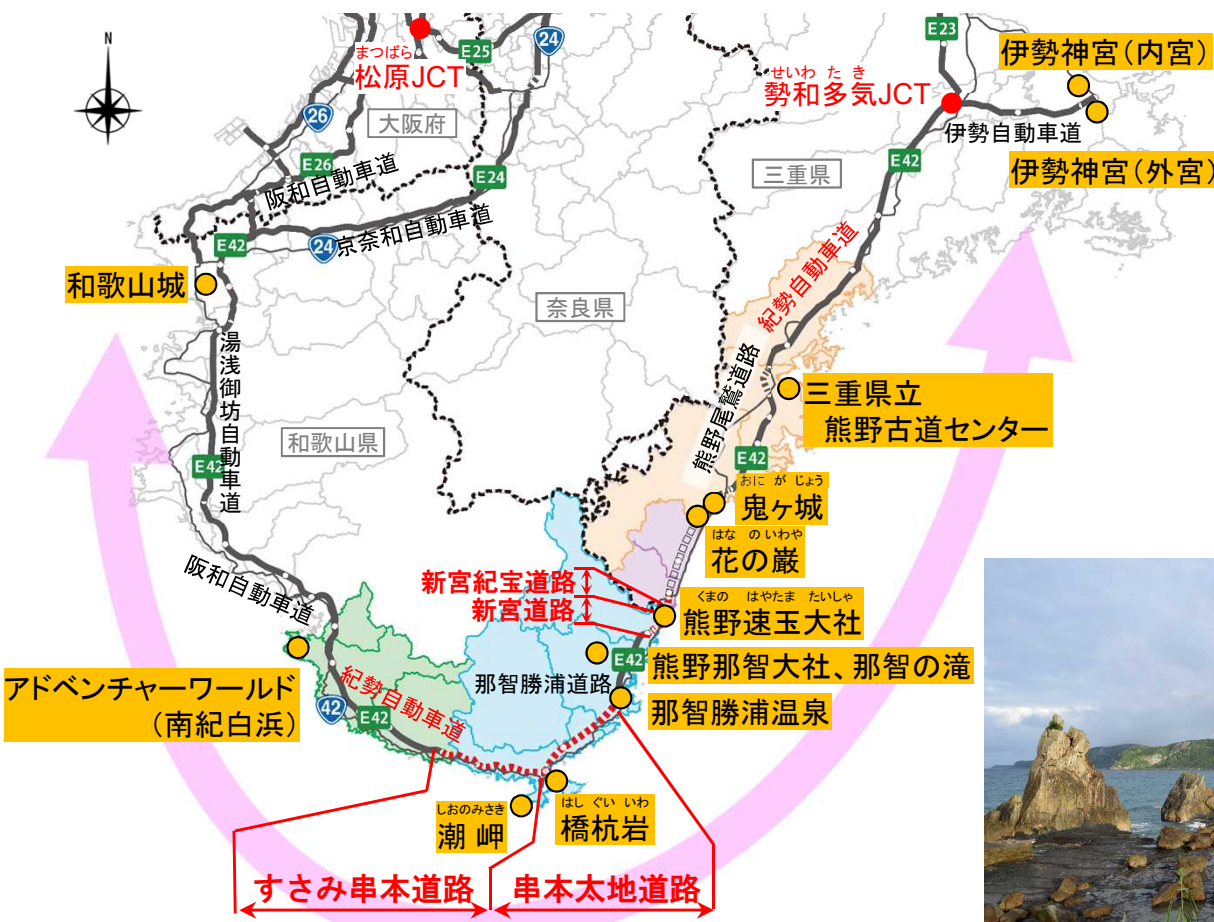 N
まつばら
松原JCT
E25
24
E23
伊勢神宮(内宮)
せいわ たき
勢和多気JCT
26
大阪府
E26
阪和自動車道
E24
伊勢自動車道
E42
三重県
伊勢神宮(外宮)
E42
24
京奈和自動車道
紀勢自動車道
和歌山城
奈良県
湯浅御坊自動車道
熊野尾鷲道路
三重県立
熊野古道センター
和歌山県
E42
E42
おに が じょう
鬼ヶ城
はな のいわや
花の巌
阪和自動車道
新宮紀宝道路
新宮道路
くまの はやたま たいしゃ
熊野速玉大社
E42
熊野那智大社、那智の滝
アドベンチャーワールド
(南紀白浜)
紀勢自動車道
那智勝浦道路
那智勝浦温泉
42
E42
しおのみさき
潮岬
はし ぐい いわ
橋杭岩
すさみ串本道路
串本太地道路